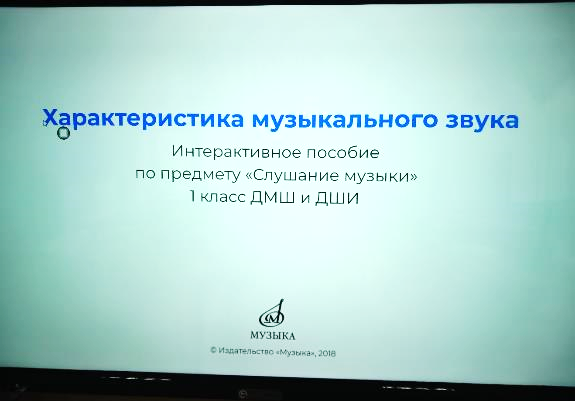 Характеристика музыкального звука
Интерактивное пособие
по предмету «Слушание музыки»
1 класс ДМШ и ДШИ
МУЗЫКА
© Издательство «Музыка», 2018